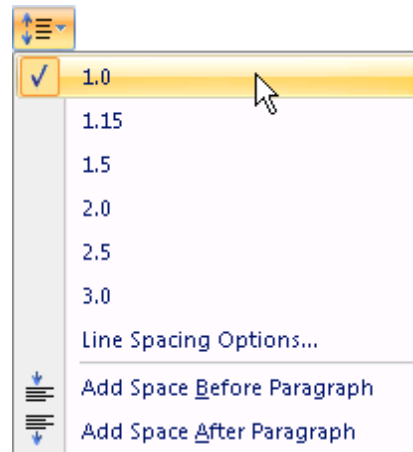 1.0
1.15
1.5
2.0
2.5
3.0
Line Spacing Options...
Add Space Before Paragraph
Add Space After Paragraph